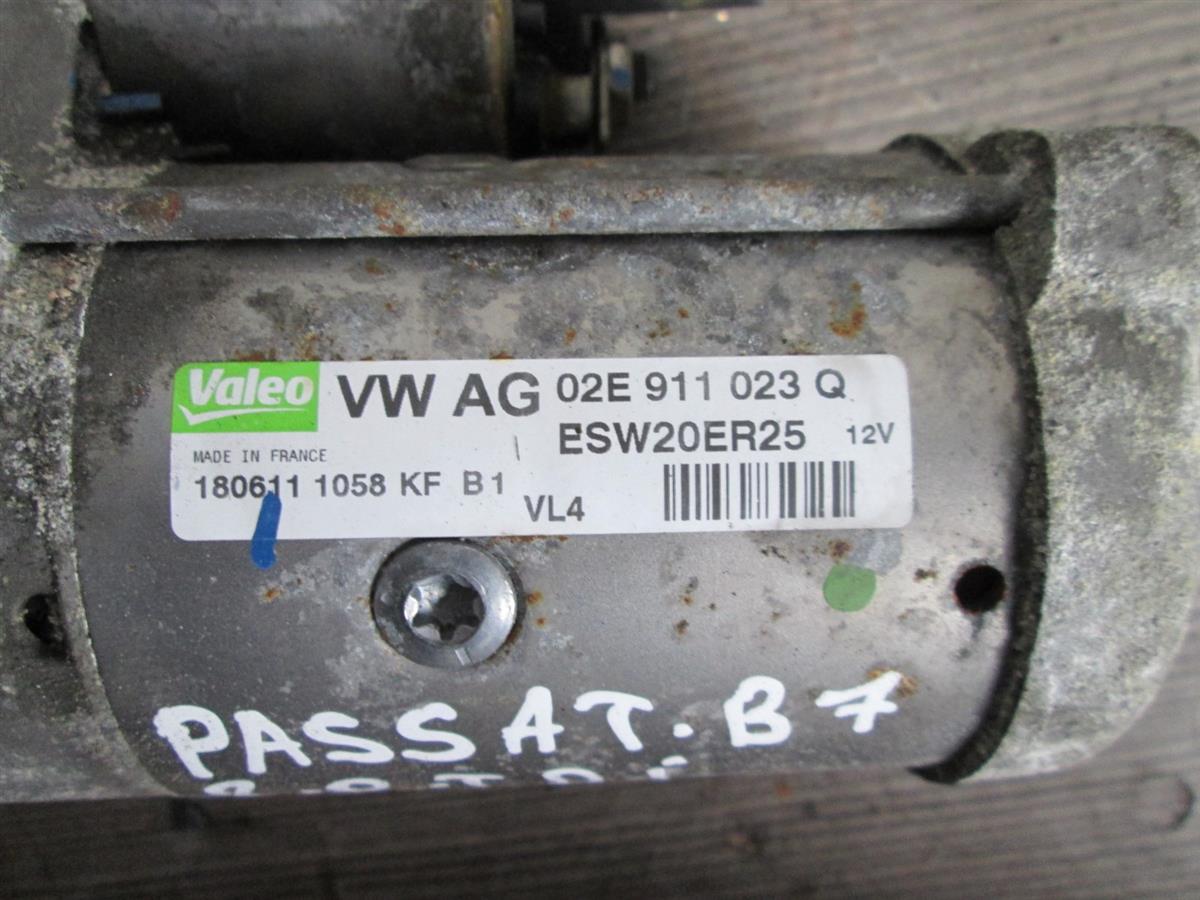 Valeo VW AG 02E 911 023 Q
ESW20ER25 12V
MADE IN FRANCE
180611 1058 KF B1
VL4
PASSAT. B7